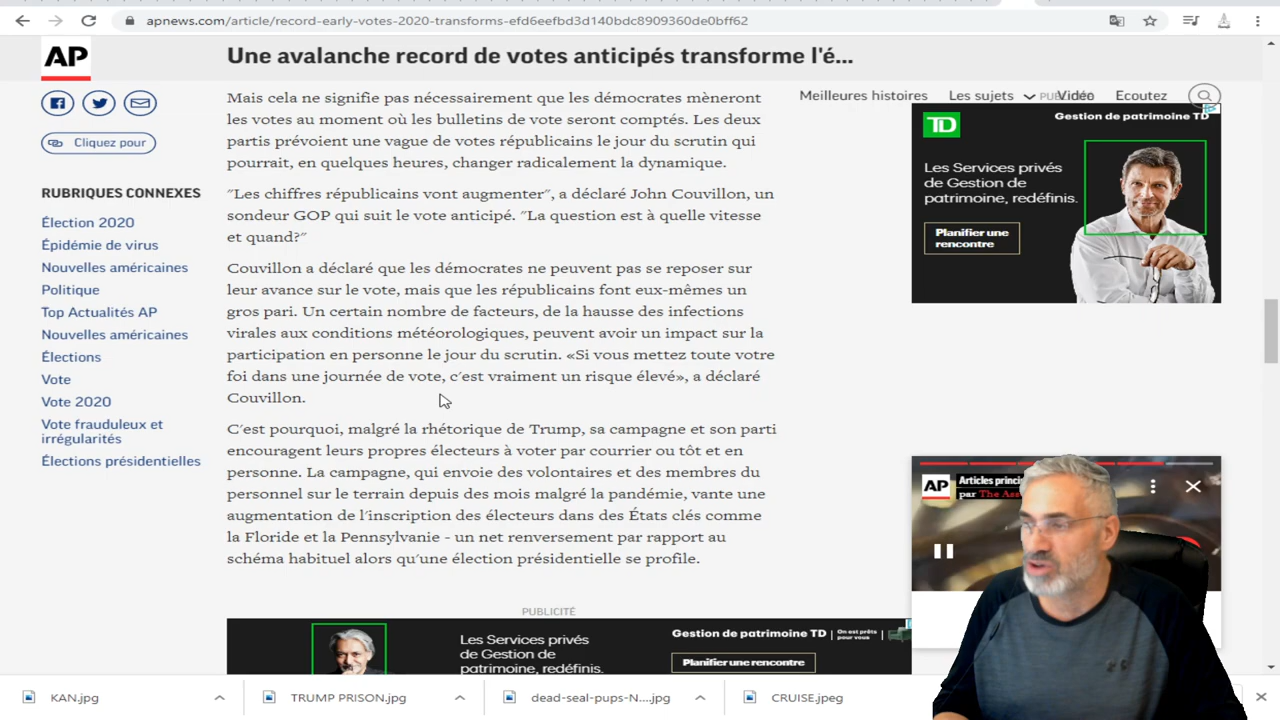 apnews.com/article/record-early-votes-2020-transforms-efd6eefbd3d140bdc8909360de0bff62
AP
Une avalanche record de votes anticipés transforme l'é...
Meilleures histoires
Les sujets
Vidéo
Ecoutez
Cliquez pour
RUBRIQUES CONNEXES
Élection 2020
Épidémie de virus
Nouvelles américaines
Politique
Top Actualités AP
Nouvelles américaines
Élections
Vote
Vote 2020
Vote frauduleux et
irrégularités
Élections présidentielles
Mais cela ne signifie pas nécessairement que les démocrates mèneront
les votes au moment où les bulletins de vote seront comptés. Les deux
partis prévoient une vague de votes républicains le jour du scrutin qui
pourrait, en quelques heures, changer radicalement la dynamique.
"Les chiffres républicains vont augmenter", a déclaré John Couvillon, un
sondeur GOP qui suit le vote anticipé. "La question est à quelle vitesse
et quand?"
Couvillon a déclaré que les démocrates ne peuvent pas se reposer sur
leur avance sur le vote, mais que les républicains font eux-mêmes un
gros pari. Un certain nombre de facteurs, de la hausse des infections
virales aux conditions météorologiques, peuvent avoir un impact sur la
participation en personne le jour du scrutin. «Si vous mettez toute votre
foi dans une journée de vote, c'est vraiment un risque élevé», a déclaré
Couvillon.
C'est pourquoi, malgré la rhétorique de Trump, sa campagne et son parti
encouragent leurs propres électeurs à voter par courrier ou tôt et en
personne. La campagne, qui envoie des volontaires et des membres du
personnel sur le terrain depuis des mois malgré la pandémie, vante une
augmentation de l'inscription des électeurs dans des États clés comme
la Floride et la Pennsylvanie - un net renversement par rapport au
schéma habituel alors qu'une élection présidentielle se profile.
PUBLICITÉ
TD
Gestion de patrimoine TD
Les Services privés
de Gestion de
patrimoine, redéfinis.
Planifier une
rencontre
AP
Articles princi
par The Ass
PUBLICITÉ
Les Services privés
de Gestion de
patrimoine, redéfinis.
Gestion de patrimoine TD
On est prêts
pour vous
Planifier une rencontre
KAN.jpg
TRUMP PRISON.jpg
dead-seal-pups-N....jpg
CRUISE.jpeg